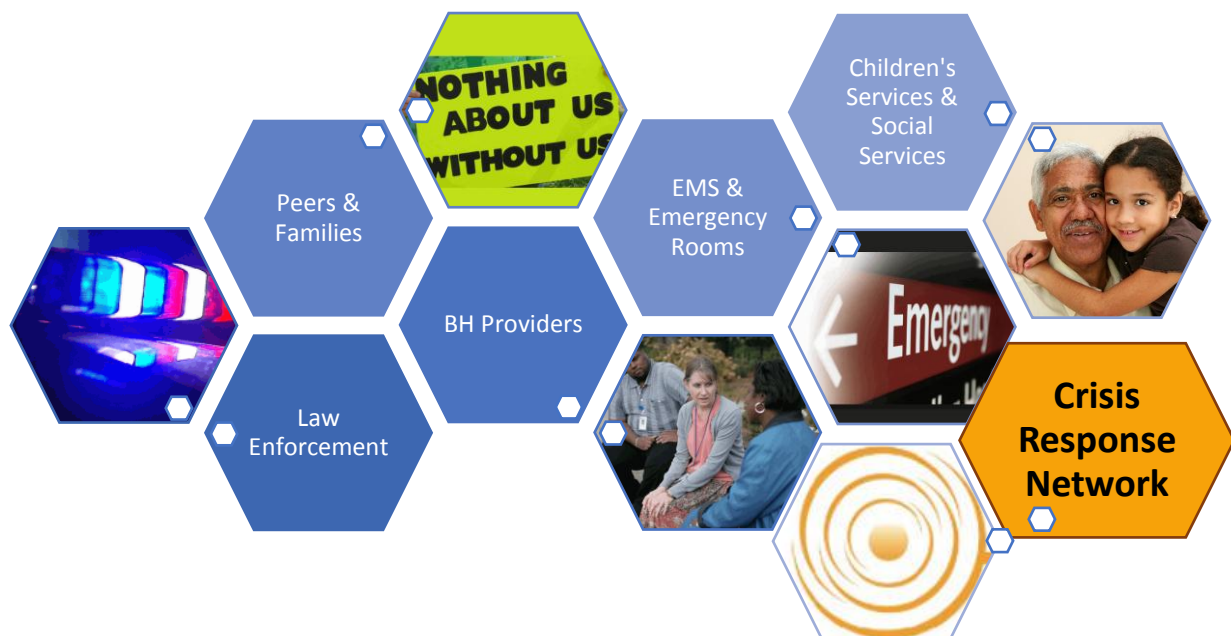 NOTHING
ABOUT US
WITHOUT US
Children's
Services &
Social
Services
Peers &
Families
EMS &
Emergency
Rooms
BH Providers
Emergency
Law
Enforcement
Crisis
Response
Network